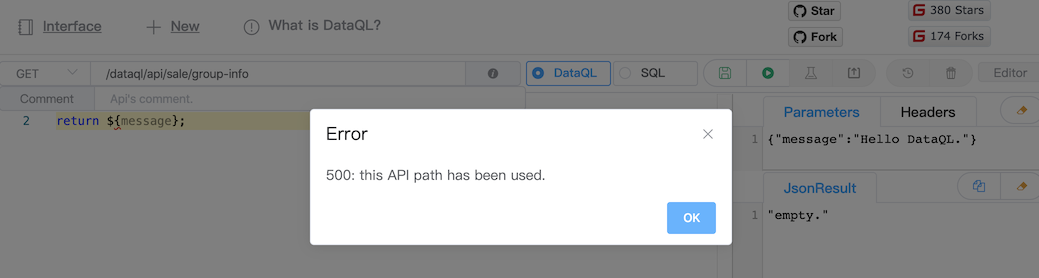 Interface
New
What is DataQL?
Star
380 Stars
Fork
174 Forks
GET
/dataql/api/sale/group-info
DataQL
SQL
Editor
Comment
Api's comment.
2 return ${message};
Parameters
Headers
1 {"message":"Hello DataQL."}
Error
500: this API path has been used.
OK
JsonResult
1 "empty."